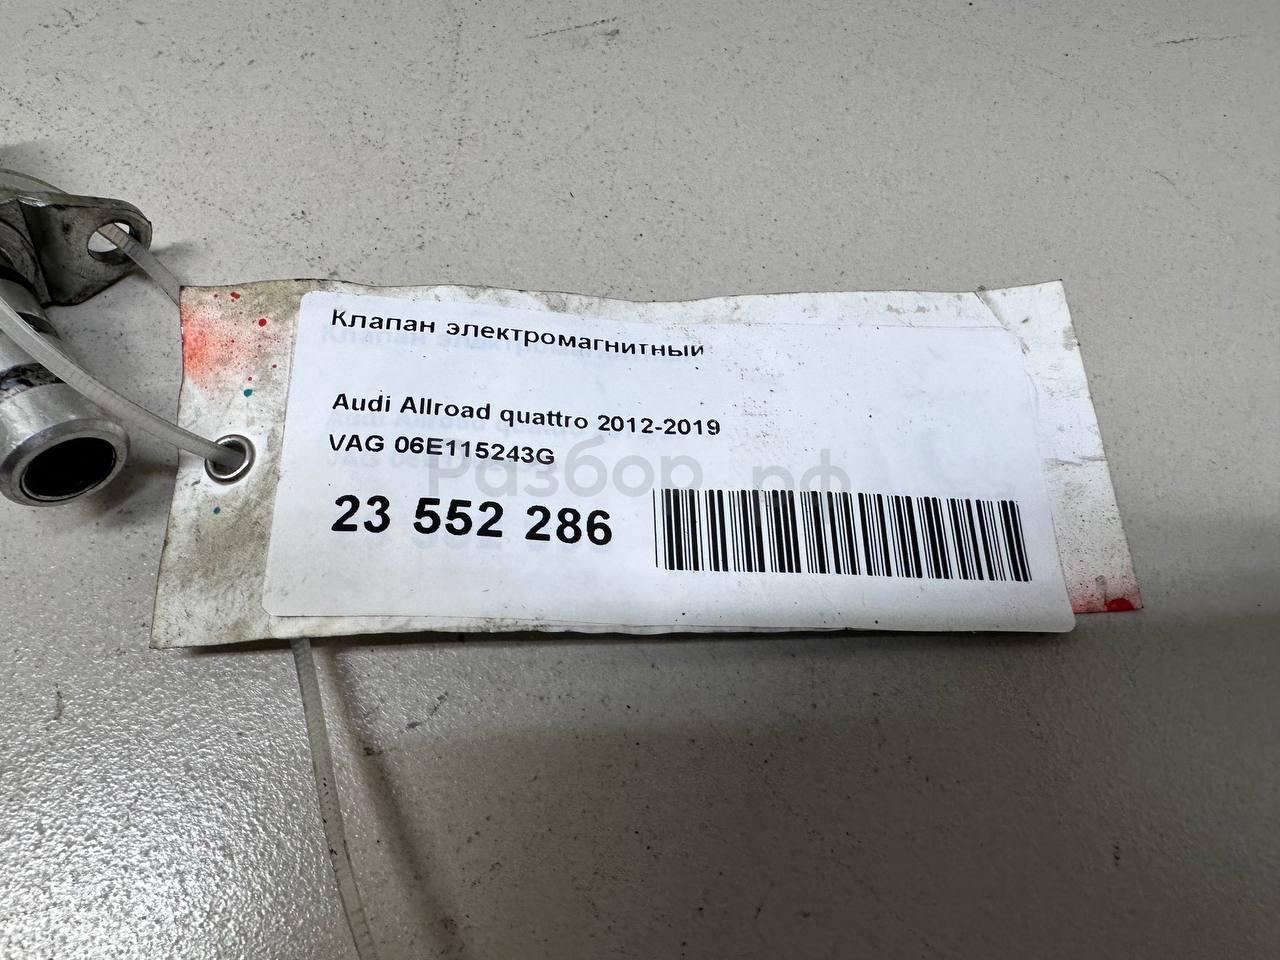 Клапан электромагнитный
Audi Allroad quattro 2012-2019
VAG 06E115243G
Разбор.рф
23 552 286